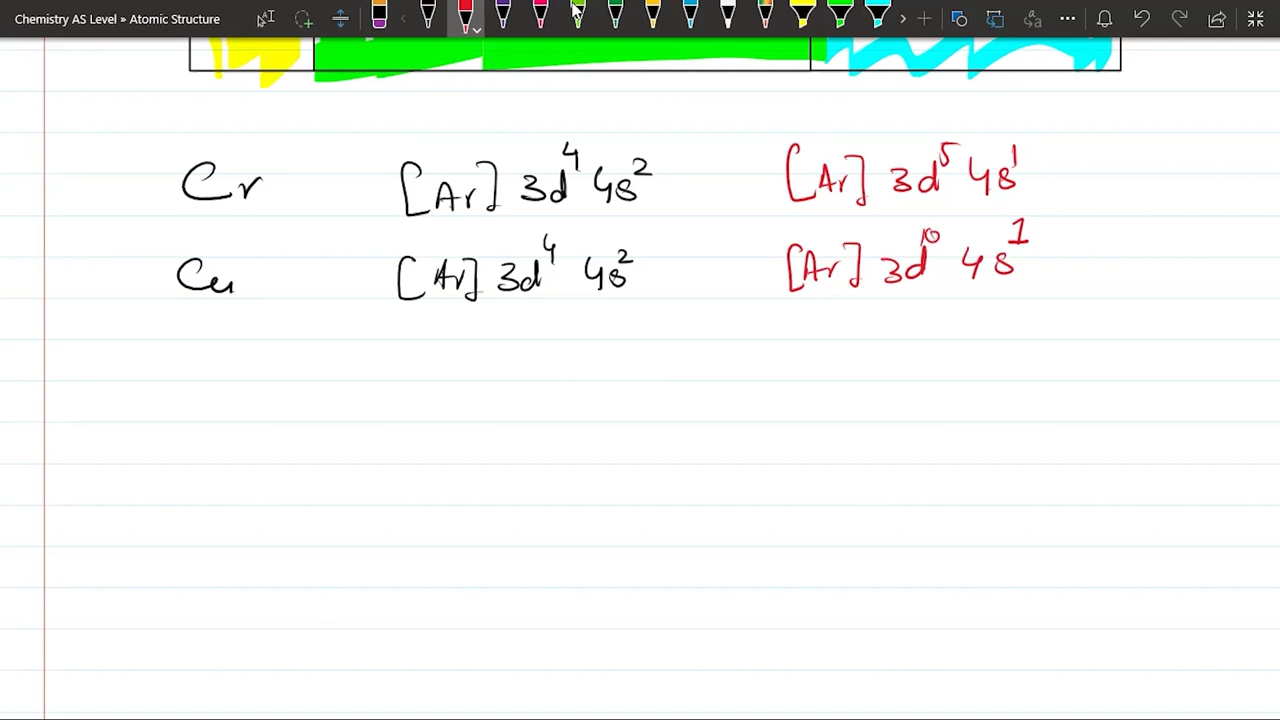 Chemistry AS Level » Atomic Structure
Cr [Ar] 3d⁴ 4s² [Ar] 3d⁵ 4s¹
Cu [Ar] 3d⁴ 4s² [Ar] 3d¹⁰ 4s¹